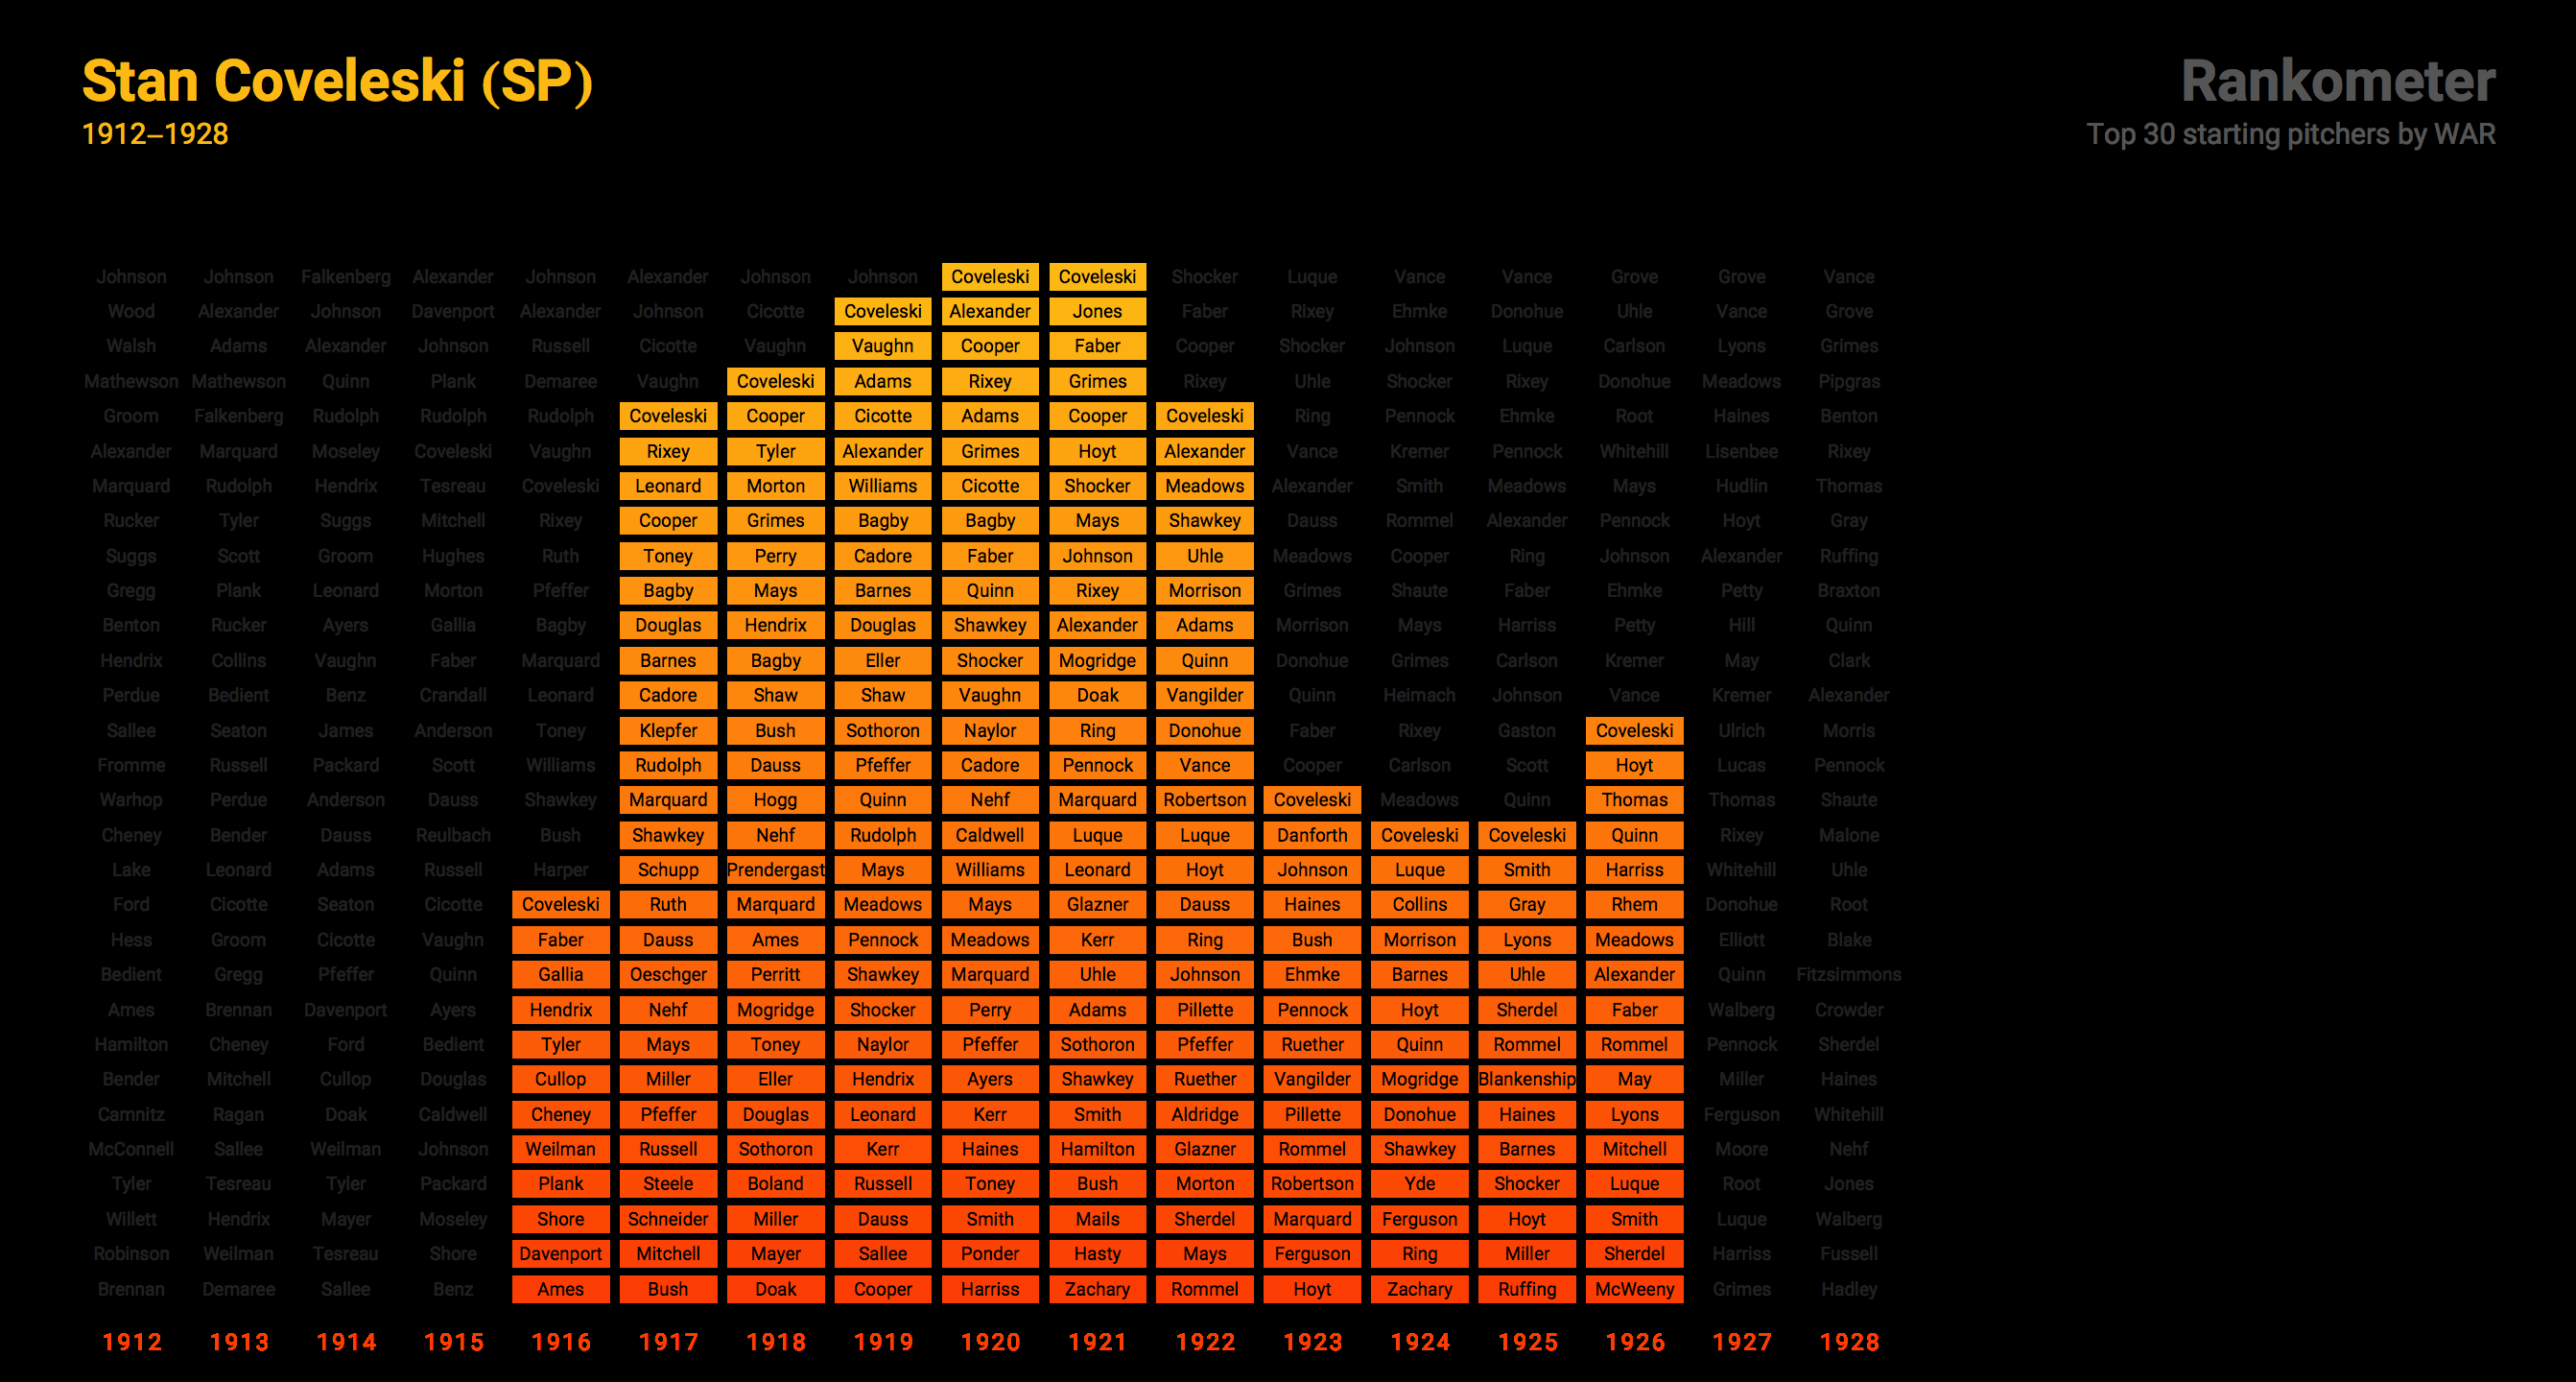 Stan Coveleski (SP)
1912–1928
Rankometer
Top 30 starting pitchers by WAR
Johnson Johnson Falkenberg Alexander Johnson Alexander Johnson Johnson Coveleski Coveleski Shocker Luque Vance Vance Grove Grove Vance
Wood Alexander Johnson Davenport Alexander Johnson Cicotte Coveleski Alexander Jones Faber Rixey Ehmke Donohue Uhle Vance Grove
Walsh Adams Alexander Johnson Russell Cicotte Vaughn Vaughn Cooper Faber Cooper Shocker Johnson Luque Carlson Lyons Grimes
Mathewson Mathewson Quinn Plank Demaree Vaughn Coveleski Adams Rixey Grimes Rixey Uhle Shocker Rixey Donohue Meadows Pipgras
Groom Falkenberg Rudolph Rudolph Rudolph Coveleski Cooper Cicotte Adams Cooper Coveleski Ring Pennock Ehmke Root Haines Benton
Alexander Marquard Moseley Coveleski Vaughn Rixey Tyler Alexander Grimes Hoyt Alexander Vance Kremer Pennock Whitehill Lisenbee Rixey
Marquard Rudolph Hendrix Tesreau Coveleski Leonard Morton Williams Cicotte Shocker Meadows Alexander Smith Meadows Mays Hudlin Thomas
Rucker Tyler Suggs Mitchell Rixey Cooper Grimes Bagby Bagby Mays Shawkey Dauss Rommel Alexander Pennock Hoyt Gray
Suggs Scott Groom Hughes Ruth Toney Perry Cadore Faber Johnson Uhle Meadows Cooper Ring Johnson Alexander Ruffing
Gregg Plank Leonard Morton Pfeffer Bagby Mays Barnes Quinn Rixey Morrison Grimes Shaute Faber Ehmke Petty Braxton
Benton Rucker Ayers Gallia Bagby Douglas Hendrix Douglas Shawkey Alexander Adams Morrison Mays Harriss Petty Hill Quinn
Hendrix Collins Vaughn Faber Marquard Barnes Bagby Eller Shocker Mogridge Quinn Donohue Grimes Carlson Kremer May Clark
Perdue Bedient Benz Crandall Leonard Cadore Shaw Shaw Vaughn Doak Vangilder Quinn Heimach Johnson Vance Kremer Alexander
Sallee Seaton James Anderson Toney Klepfer Bush Sothoron Naylor Ring Donohue Faber Rixey Gaston Coveleski Ulrich Morris
Fromme Russell Packard Scott Williams Rudolph Dauss Pfeffer Cadore Pennock Vance Cooper Carlson Scott Hoyt Lucas Pennock
Warhop Perdue Anderson Dauss Shawkey Marquard Hogg Quinn Nehf Marquard Robertson Coveleski Meadows Quinn Thomas Thomas Shaute
Cheney Bender Dauss Reulbach Bush Shawkey Nehf Rudolph Caldwell Luque Luque Danforth Coveleski Coveleski Quinn Rixey Malone
Lake Leonard Adams Russell Harper Schupp Prendergast Mays Williams Leonard Hoyt Johnson Luque Smith Harriss Whitehill Uhle
Ford Cicotte Seaton Cicotte Coveleski Ruth Marquard Meadows Mays Glazner Dauss Haines Collins Gray Rhem Donohue Root
Hess Groom Cicotte Vaughn Faber Dauss Ames Pennock Meadows Kerr Ring Bush Morrison Lyons Meadows Elliott Blake
Bedient Gregg Pfeffer Quinn Gallia Oeschger Perritt Shawkey Marquard Uhle Johnson Ehmke Barnes Uhle Alexander Quinn Fitzsimmons
Ames Brennan Davenport Ayers Hendrix Nehf Mogridge Shocker Perry Adams Pillette Pennock Hoyt Sherdel Faber Walberg Crowder
Hamilton Cheney Ford Bedient Tyler Mays Toney Naylor Pfeffer Sothoron Pfeffer Ruether Quinn Rommel Rommel Pennock Sherdel
Bender Mitchell Cullop Douglas Cullop Miller Eller Hendrix Ayers Shawkey Ruether Vangilder Mogridge Blankenship May Miller Haines
Camnitz Ragan Doak Caldwell Cheney Pfeffer Douglas Leonard Kerr Smith Aldridge Pillette Donohue Haines Lyons Ferguson Whitehill
McConnell Sallee Weilman Johnson Weilman Russell Sothoron Kerr Haines Hamilton Glazner Rommel Shawkey Barnes Mitchell Moore Nehf
Tyler Tesreau Tyler Packard Plank Steele Boland Russell Toney Bush Morton Robertson Yde Shocker Luque Root Jones
Willett Hendrix Mayer Moseley Shore Schneider Miller Dauss Smith Mails Sherdel Marquard Ferguson Hoyt Smith Luque Walberg
Robinson Weilman Tesreau Shore Davenport Mitchell Mayer Sallee Ponder Hasty Mays Ferguson Ring Miller Sherdel Harriss Fussell
Brennan Demaree Sallee Benz Ames Bush Doak Cooper Harriss Zachary Rommel Hoyt Zachary Ruffing McWeeny Grimes Hadley
1912 1913 1914 1915 1916 1917 1918 1919 1920 1921 1922 1923 1924 1925 1926 1927 1928